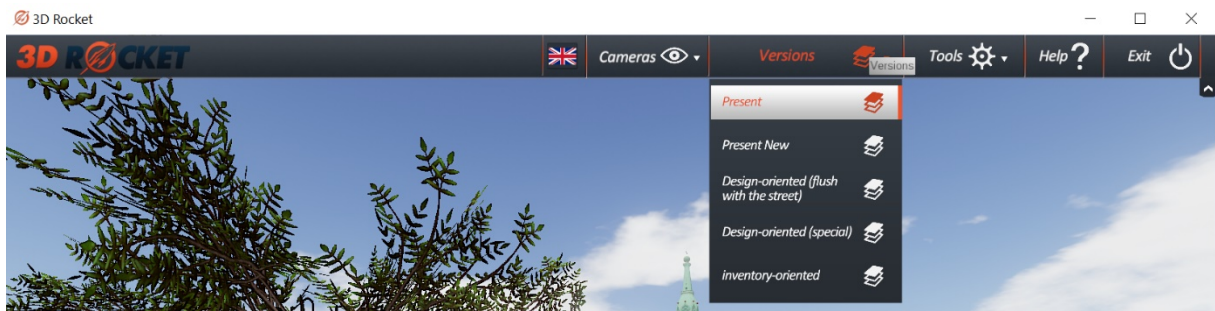 3D Rocket
3D ROCKET
Cameras
Versions
Tools
Help ?
Exit
Versions
Present
Present New
Design-oriented (flush
with the street)
Design-oriented (special)
inventory-oriented